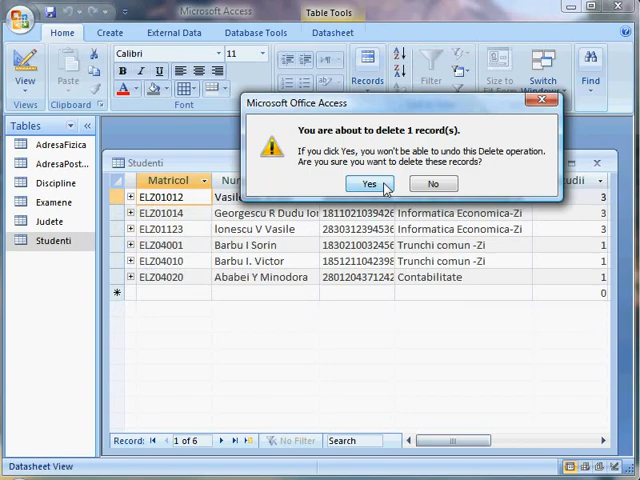 Microsoft Access
Table Tools
Home
Create
External Data
Database Tools
Datasheet
View
Paste
Calibri
11
B I U
A
Records
Filter
Size to
Fit Form
Switch
Windows
Find
Views
Clipboard
Font
Microsoft Office Access
You are about to delete 1 record(s).
If you click Yes, you won't be able to undo this Delete operation.
Are you sure you want to delete these records?
Yes
No
Tables
AdresaFizica
AdresaPost...
Discipline
Examene
Judete
Studenti
Studenti
Matricol
ELZ01012 3
ELZ01014 Georgescu R Dudu 1811021039426 Informatica Economica-Zi 3
ELZ01123 Ionescu V Vasile 2830312394536 Informatica Economica-Zi 3
ELZ04001 Barbu I Sorin 1830210032456 Trunchi comun -Zi 1
ELZ04010 Barbu I. Victor 1851211043982 Trunchi comun -Zi 1
ELZ04020 Ababei Y Minodora 2801204371242 Contabilitate 1
0
Record: 1 of 6 No Filter Search
Datasheet View